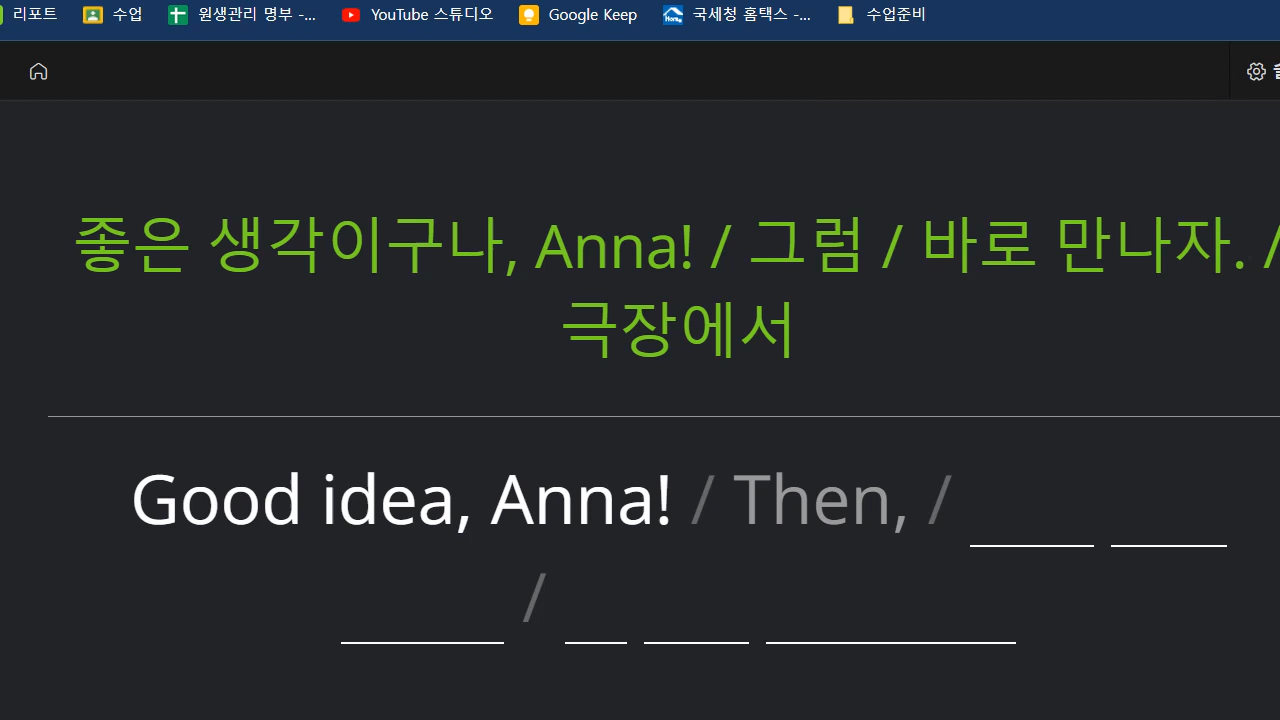 리포트 수업 원생관리 명부 -... YouTube 스튜디오 Google Keep 국세청 홈택스 -... 수업준비
좋은 생각이구나, Anna! / 그럼 / 바로 만나자. /
극장에서
Good idea, Anna! / Then, /
/